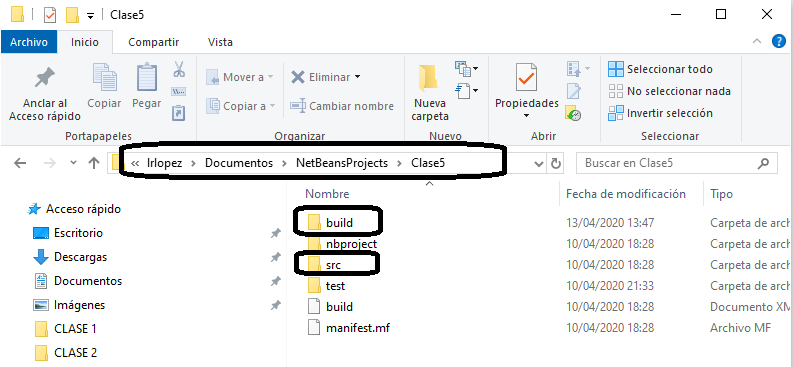 Clase5
Archivo Inicio Compartir Vista
Anclar al Acceso rápido
Copiar
Pegar
Mover a
Copiar a
Eliminar
Cambiar nombre
Nueva carpeta
Propiedades
Seleccionar todo
No seleccionar nada
Invertir selección
Portapapeles Organizar Nuevo Abrir Seleccionar
« lrlopez > Documentos > NetBeansProjects > Clase5
Buscar en Clase5
Nombre Fecha de modificación Tipo
Acceso rápido
Escritorio
Descargas
Documentos
Imágenes
CLASE 1
CLASE 2
build 13/04/2020 13:47 Carpeta de arch
nbproject 10/04/2020 18:28 Carpeta de arch
src 10/04/2020 18:28 Carpeta de arch
test 10/04/2020 21:33 Carpeta de arch
build 10/04/2020 18:28 Documento XM
manifest.mf 10/04/2020 18:28 Archivo MF